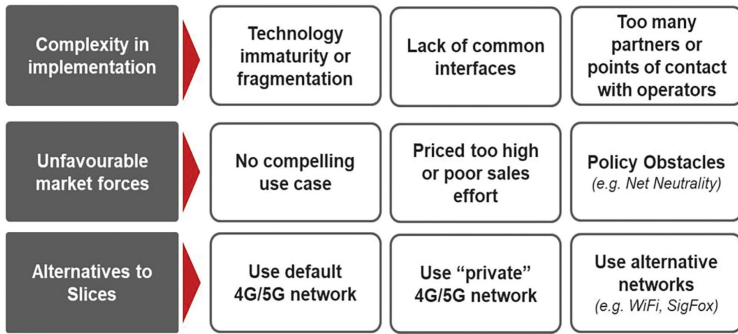 Complexity in
implementation
Technology
immaturity or
fragmentation
Lack of common
interfaces
Too many
partners or
points of contact
with operators
Unfavourable
market forces
No compelling
use case
Priced too high
or poor sales
effort
Policy Obstacles
(e.g. Net Neutrality)
Alternatives to
Slices
Use default
4G/5G network
Use “private”
4G/5G network
Use alternative
networks
(e.g. WiFi, SigFox)